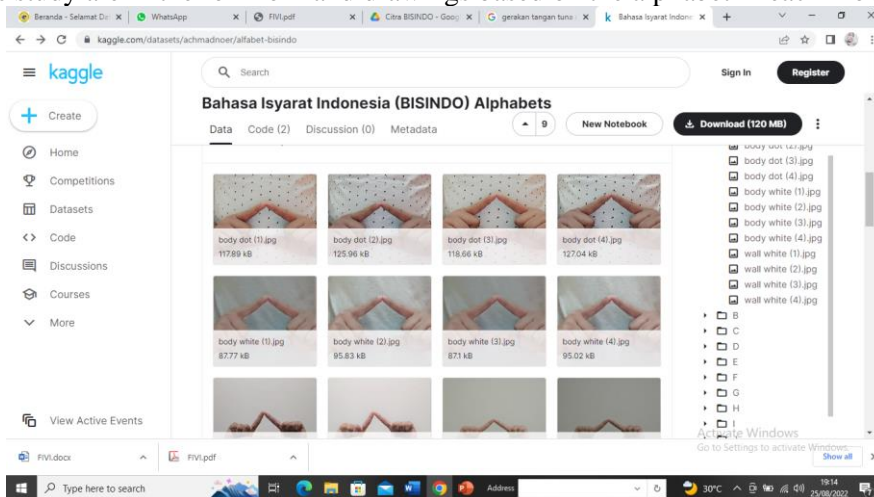 Beranda - Selamat Da
WhatsApp
FIVI.pdf
Citra BISINDO - Goog
gerakan tangan tuna
Bahasa Isyarat Indone
kaggle.com/datasets/achmadnoer/alfabet-bisindo
kaggle
Search
Sign In
Register
Create
Bahasa Isyarat Indonesia (BISINDO) Alphabets
Data
Code (2)
Discussion (0)
Metadata
9
New Notebook
Download (120 MB)
Home
Competitions
Datasets
Code
Discussions
Courses
More
View Active Events
body dot (1).jpg
117.89 kB
body dot (2).jpg
125.96 kB
body dot (3).jpg
118.66 kB
body dot (4).jpg
127.04 kB
body white (1).jpg
87.77 kB
body white (2).jpg
95.83 kB
body white (3).jpg
87.1 kB
body white (4).jpg
95.02 kB
body dot (2).jpg
body dot (3).jpg
body dot (4).jpg
body white (1).jpg
body white (2).jpg
body white (3).jpg
body white (4).jpg
wall white (1).jpg
wall white (2).jpg
wall white (3).jpg
wall white (4).jpg
B
C
D
E
F
G
H
I
Activate Windows
Go to Settings to activate Windows.
FIVI.docx
FIVI.pdf
Show all
Type here to search
Address
30°C
19:14
25/08/2022